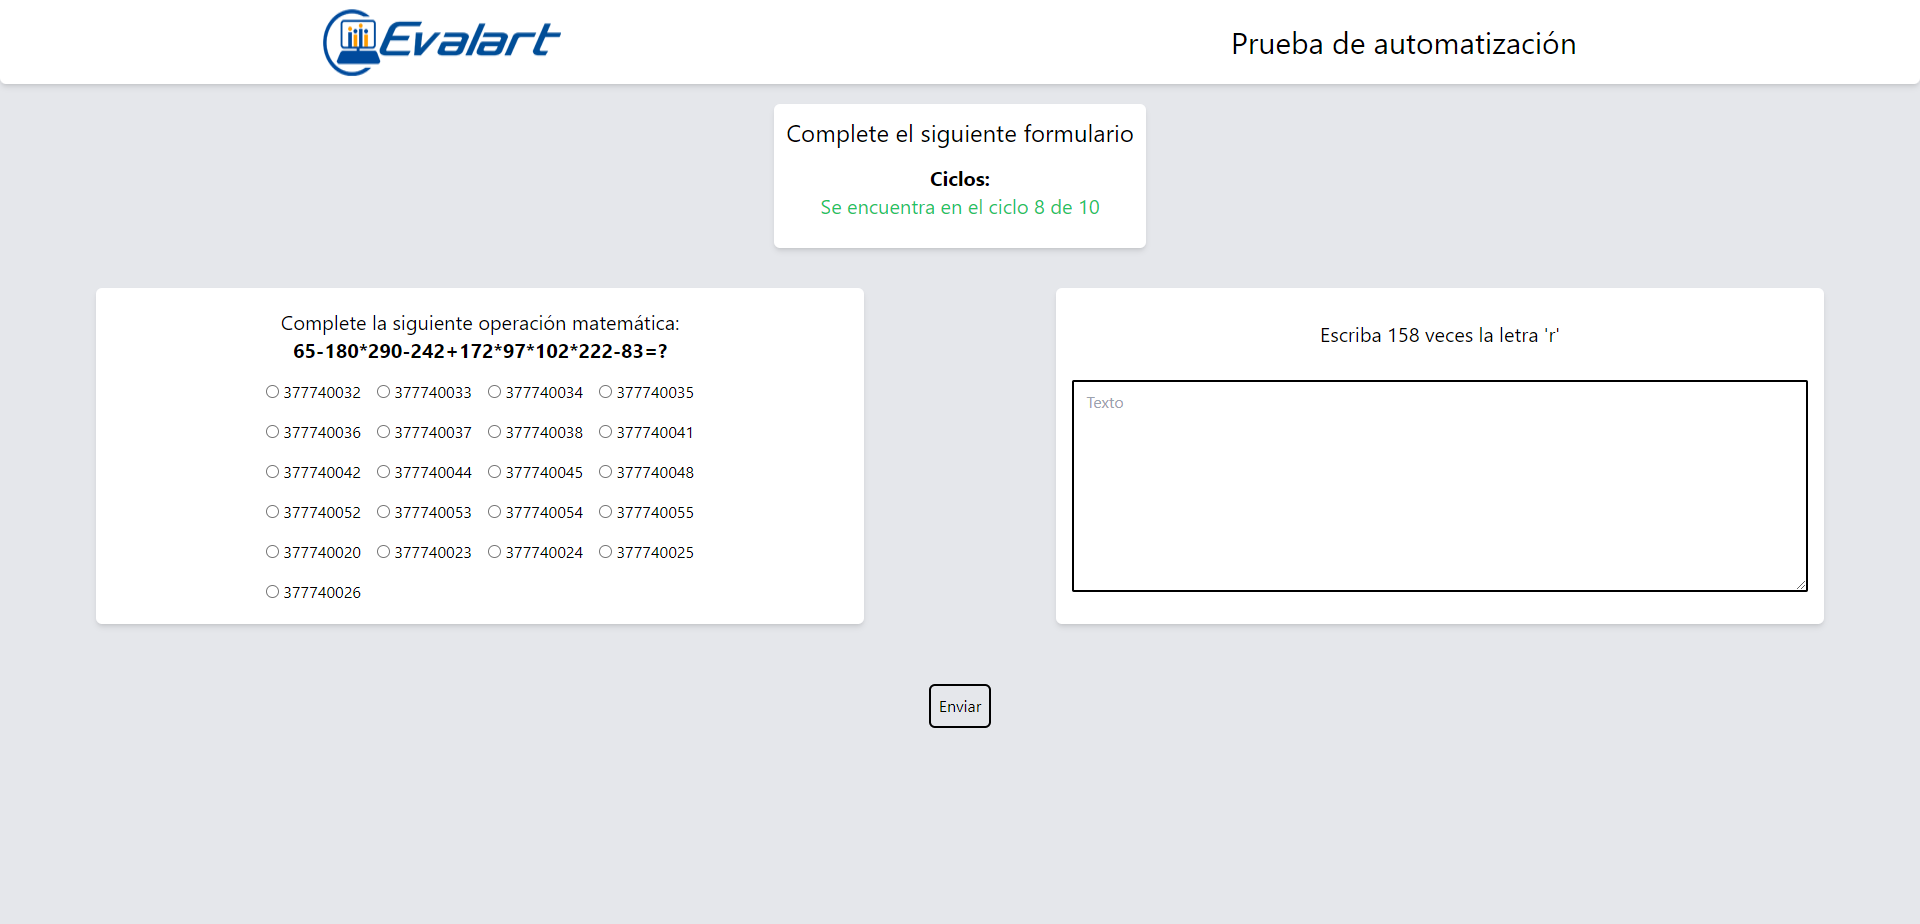 Evalart
Prueba de automatización
Complete el siguiente formulario
Ciclos:
Se encuentra en el ciclo 8 de 10
Complete la siguiente operación matemática:
65-180*290-242+172*97*102*222-83=?
377740032 377740033 377740034 377740035
377740036 377740037 377740038 377740041
377740042 377740044 377740045 377740048
377740052 377740053 377740054 377740055
377740020 377740023 377740024 377740025
377740026
Escriba 158 veces la letra 'r'
Texto
Enviar